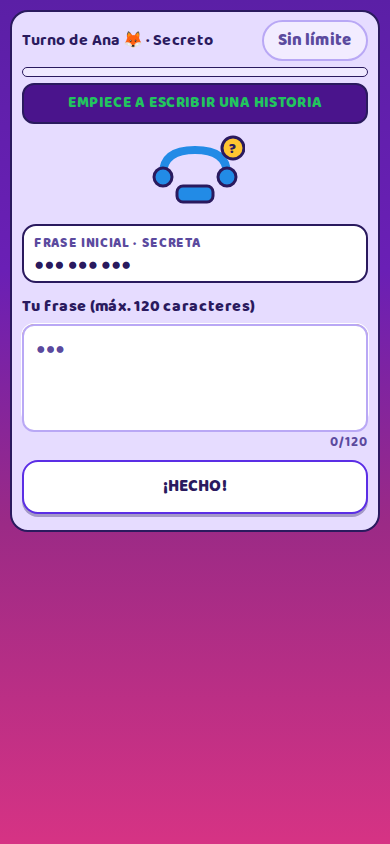 Turno de Ana 🦊 · Secreto
Sin límite
EMPIECE A ESCRIBIR UNA HISTORIA
?
FRASE INICIAL · SECRETA
●●● ●●● ●●●
Tu frase (máx. 120 caracteres)
●●●
0/120
¡HECHO!